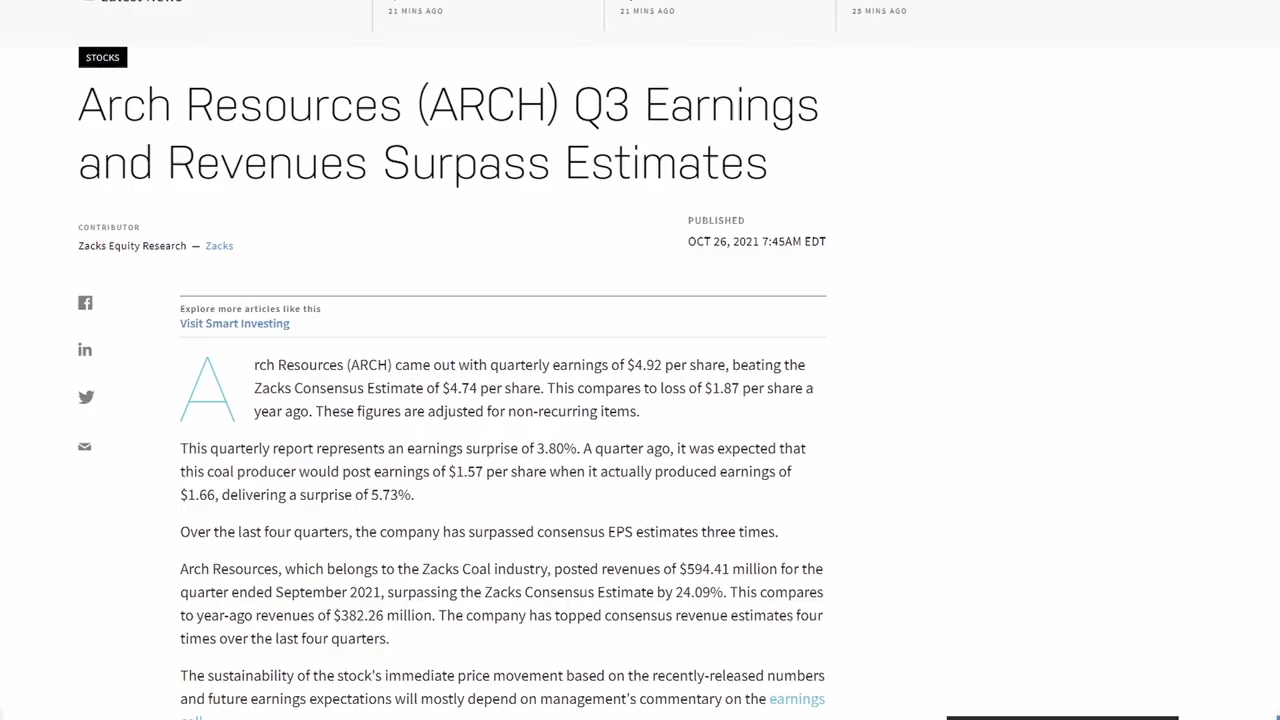 21 MINS AGO
21 MINS AGO
25 MINS AGO
STOCKS
Arch Resources (ARCH) Q3 Earnings
and Revenues Surpass Estimates
CONTRIBUTOR
Zacks Equity Research — Zacks
PUBLISHED
OCT 26, 2021 7:45AM EDT
Explore more articles like this
Visit Smart Investing
Arch Resources (ARCH) came out with quarterly earnings of $4.92 per share, beating the
Zacks Consensus Estimate of $4.74 per share. This compares to loss of $1.87 per share a
year ago. These figures are adjusted for non-recurring items.
This quarterly report represents an earnings surprise of 3.80%. A quarter ago, it was expected that
this coal producer would post earnings of $1.57 per share when it actually produced earnings of
$1.66, delivering a surprise of 5.73%.
Over the last four quarters, the company has surpassed consensus EPS estimates three times.
Arch Resources, which belongs to the Zacks Coal industry, posted revenues of $594.41 million for the
quarter ended September 2021, surpassing the Zacks Consensus Estimate by 24.09%. This compares
to year-ago revenues of $382.26 million. The company has topped consensus revenue estimates four
times over the last four quarters.
The sustainability of the stock's immediate price movement based on the recently-released numbers
and future earnings expectations will mostly depend on management's commentary on the earnings